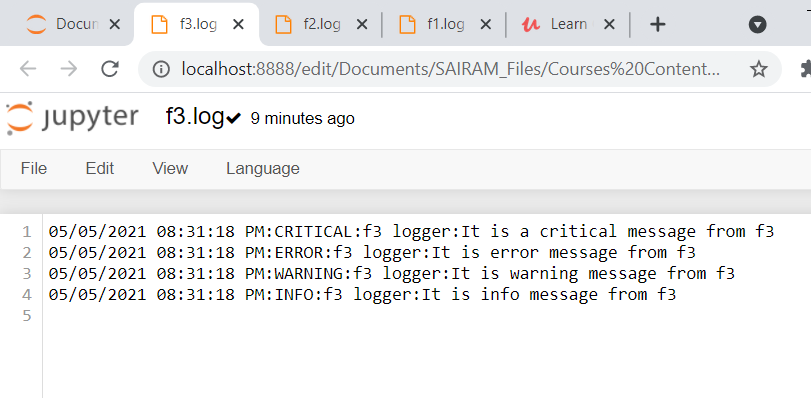 Docun
f3.log
f2.log
f1.log
Learn
localhost:8888/edit/Documents/SAIRAM_Files/Courses%20Content...
jupyter f3.log 9 minutes ago
File Edit View Language
1 05/05/2021 08:31:18 PM:CRITICAL:f3 logger:It is a critical message from f3
2 05/05/2021 08:31:18 PM:ERROR:f3 logger:It is error message from f3
3 05/05/2021 08:31:18 PM:WARNING:f3 logger:It is warning message from f3
4 05/05/2021 08:31:18 PM:INFO:f3 logger:It is info message from f3
5